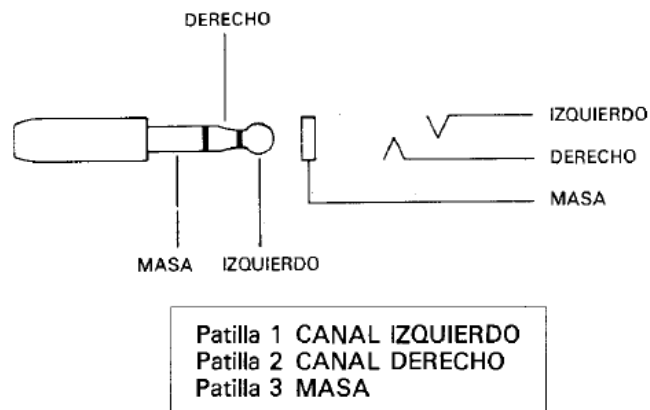 DERECHO
IZQUIERDO
DERECHO
MASA
MASA IZQUIERDO
Patilla 1 CANAL IZQUIERDO
Patilla 2 CANAL DERECHO
Patilla 3 MASA